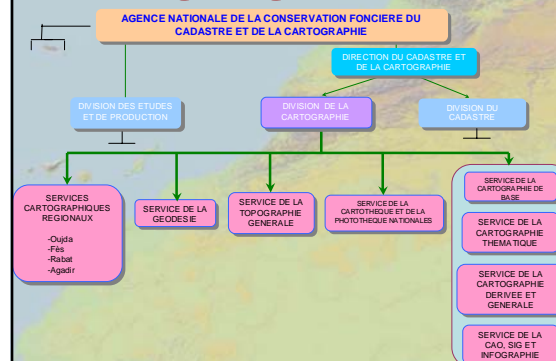 AGENCE NATIONALE DE LA CONSERVATION FONCIERE DU
CADASTRE ET DE LA CARTOGRAPHIE
DIRECTION DU CADASTRE ET
DE LA CARTOGRAPHIE
DIVISION DES ETUDES
ET DE PRODUCTION
DIVISION DE LA
CARTOGRAPHIE
DIVISION DU
CADASTRE
SERVICES
CARTOGRAPHIQUES
REGIONAUX
-Oujda
-Fès
-Rabat
-Agadir
SERVICE DE LA
GEODESIE
SERVICE DE LA
TOPOGRAPHIE
GENERALE
SERVICE DE LA
CARTOTHEQUE ET DE LA
PHOTOTHEQUE NATIONALES
SERVICE DE LA
CARTOGRAPHIE DE
BASE
SERVICE DE LA
CARTOGRAPHIE
THEMATIQUE
SERVICE DE LA
CARTOGRAPHIE
DERIVEE ET
GENERALE
SERVICE DE LA
CAO, SIG ET
INFOGRAPHIE